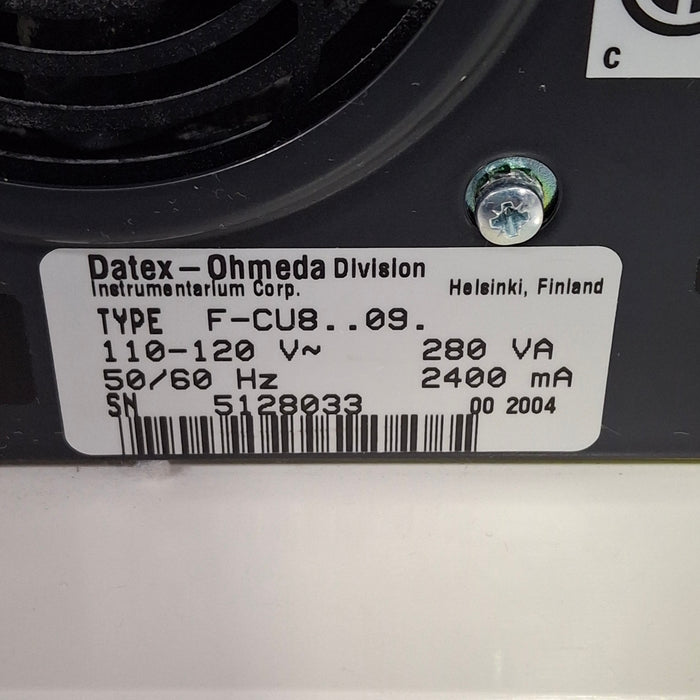 C
Datex-Ohmeda Division
Instrumentarium Corp. Helsinki, Finland
TYPE F-CU8..09.
110-120 V~ 280 VA
50/60 Hz 2400 mA
SN 5128033 00 2004